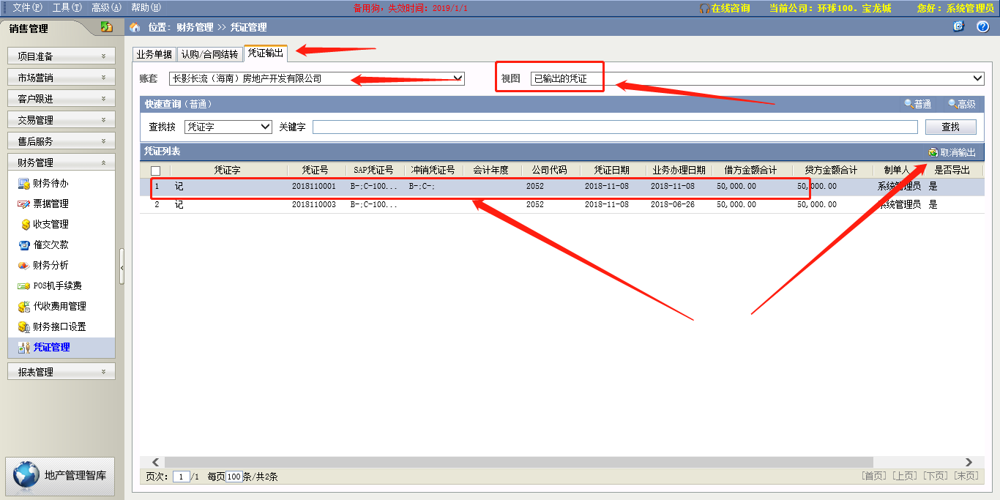 文件(F) 工具(T) 高级(A) 帮助(H) 备用狗，失效时间：2019/1/1 在线咨询 当前公司：环球100．宝龙城 您好：系统管理员
销售管理
位置：财务管理 >> 凭证管理
项目准备
市场营销
客户跟进
交易管理
售后服务
财务管理
财务待办
票据管理
收支管理
催交欠款
财务分析
POS机手续费
代收费用管理
财务接口设置
凭证管理
报表管理
地产管理智库
业务单据 认购/合同结转 凭证输出
账套 长影长流（海南）房地产开发有限公司 视图 已输出的凭证
快速查询（普通） 普通 高级
查找按 凭证字 关键字 查找
凭证列表 取消输出
凭证字 凭证号 SAP凭证号 冲销凭证号 会计年度 公司代码 凭证日期 业务办理日期 借方金额合计 贷方金额合计 制单人 是否导出
1 记 2018110001 B-;C-100... B-;C-; 2052 2018-11-08 2018-11-08 50,000.00 50,000.00 系统管理员 是
2 记 2018110003 B-;C-100... 2052 2018-11-08 2018-06-26 50,000.00 50,000.00 系统管理员 是
页次： 1 /1 每页100条/共2条 [首页] [上页] [下页] [末页]